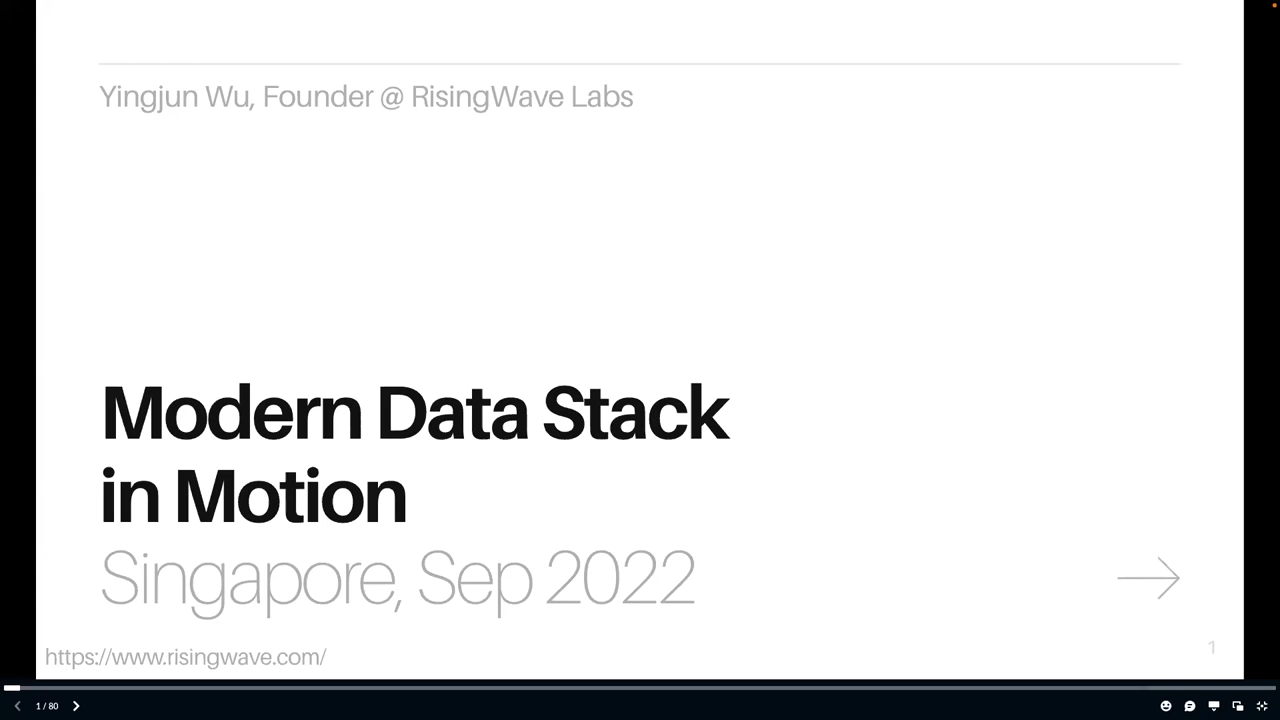 Yingjun Wu, Founder @ RisingWave Labs
Modern Data Stack
in Motion
Singapore, Sep 2022
https://www.risingwave.com/
1
1 / 80